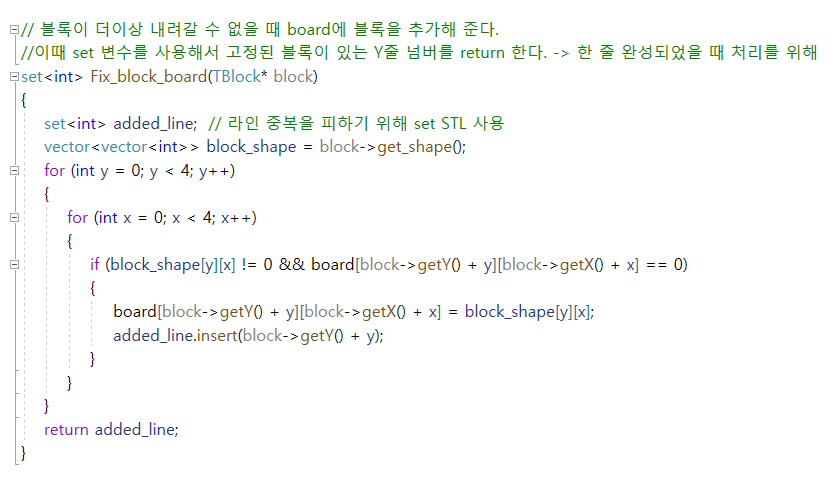 // 블록이 더이상 내려갈 수 없을 때 board에 블록을 추가해 준다.
//이때 set 변수를 사용해서 고정된 블록이 있는 Y줄 넘버를 return 한다. -> 한 줄 완성되었을 때 처리를 위해
set<int> Fix_block_board(TBlock* block)
{
set<int> added_line; // 라인 중복을 피하기 위해 set STL 사용
vector<vector<int>> block_shape = block->get_shape();
for (int y = 0; y < 4; y++)
{
for (int x = 0; x < 4; x++)
{
if (block_shape[y][x] != 0 && board[block->getY() + y][block->getX() + x] == 0)
{
board[block->getY() + y][block->getX() + x] = block_shape[y][x];
added_line.insert(block->getY() + y);
}
}
}
return added_line;
}